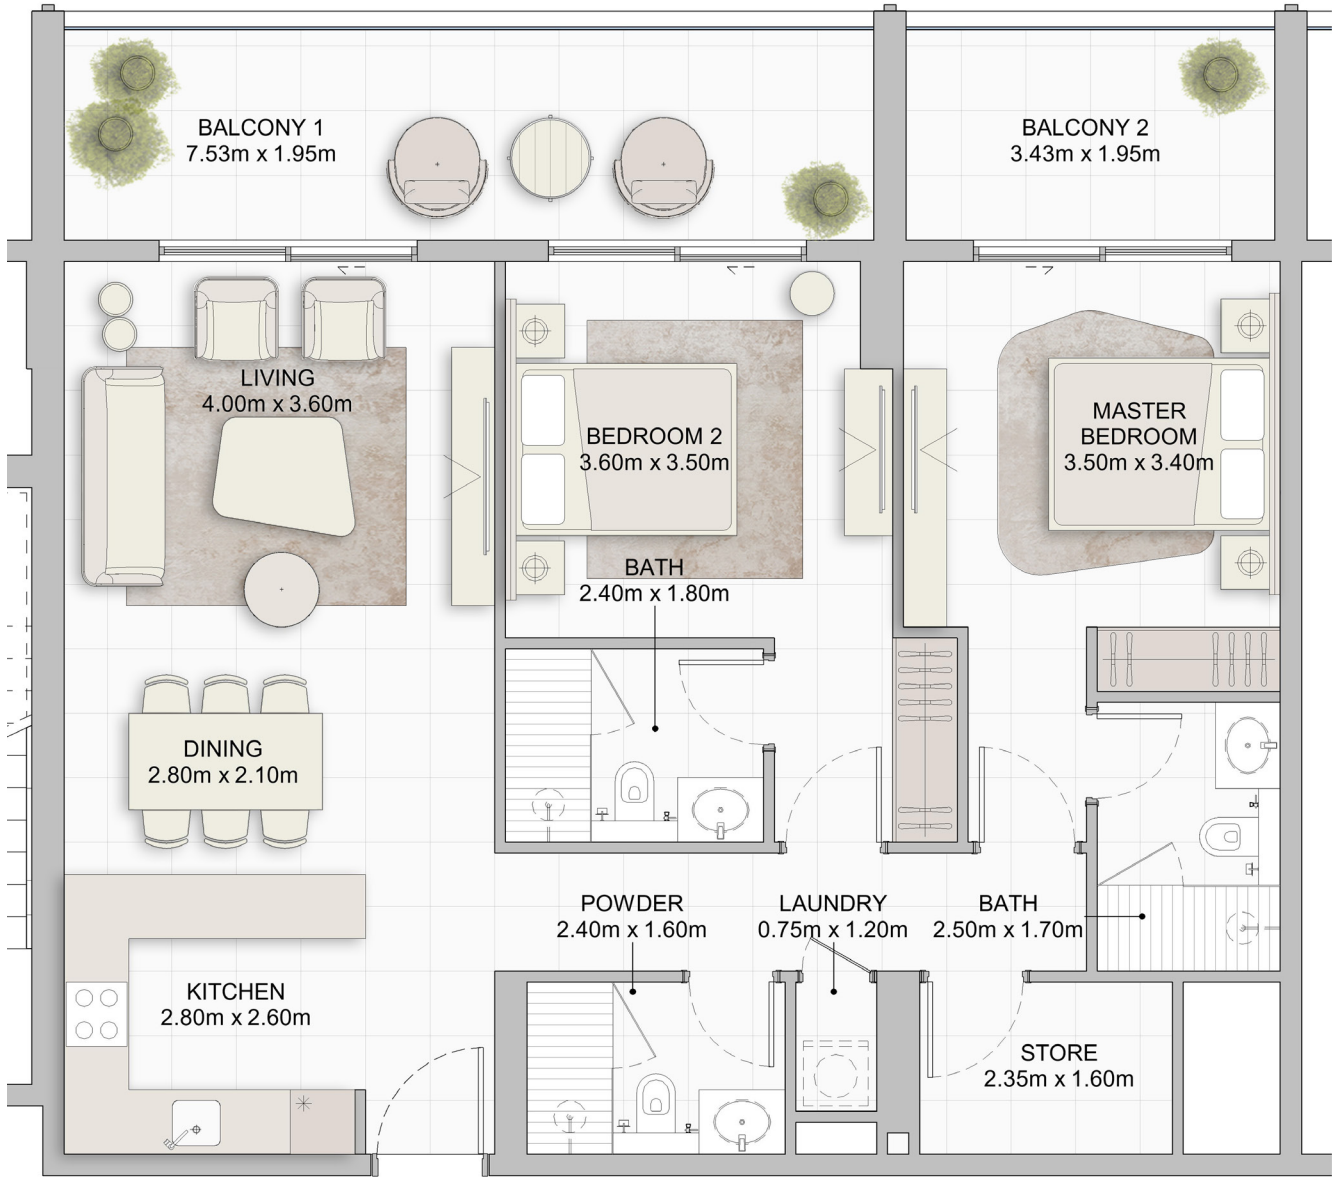 BALCONY 1
7.53m x 1.95m
BALCONY 2
3.43m x 1.95m
LIVING
4.00m x 3.60m
BEDROOM 2
3.60m x 3.50m
MASTER
BEDROOM
3.50m x 3.40m
BATH
2.40m x 1.80m
DINING
2.80m x 2.10m
POWDER
2.40m x 1.60m
LAUNDRY
0.75m x 1.20m
BATH
2.50m x 1.70m
KITCHEN
2.80m x 2.60m
STORE
2.35m x 1.60m